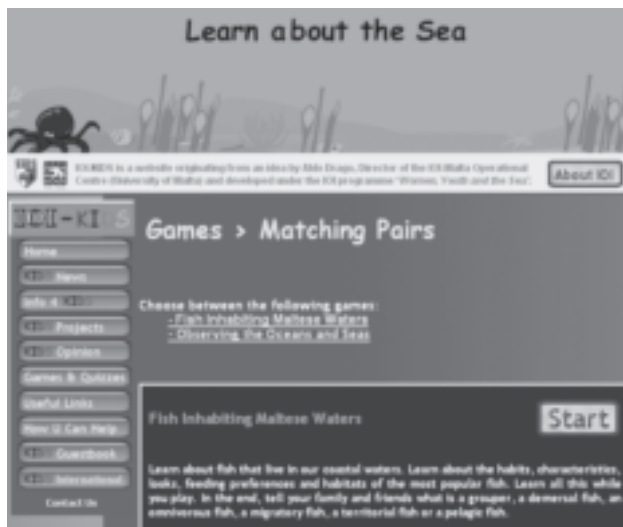 Learn about the Sea
IOI-KIDS is a website originating from an idea by Aldo Drago, Director of the IOI Malta Operational
Centre (University of Malta) and developed under the IOI programme 'Women, Youth and the Sea'.
About IOI
IOI-KIDS
Games > Matching Pairs
Home
News
Info 4
Projects
Opinion
Games & Quizzes
Useful Links
How U Can Help
Guestbook
International
Contact Us
Choose between the following games:
- Fish Inhabiting Maltese Waters
- Observing the Oceans and Seas
Fish Inhabiting Maltese Waters
Start
Learn about fish that live in our coastal waters. Learn about the habits, characteristics,
looks, feeding preferences and habitats of the most popular fish. Learn all this while
you play. In the end, tell your family and friends what is a grouper, a demersal fish, an
omnivorous fish, a migratory fish, a territorial fish or a pelagic fish.